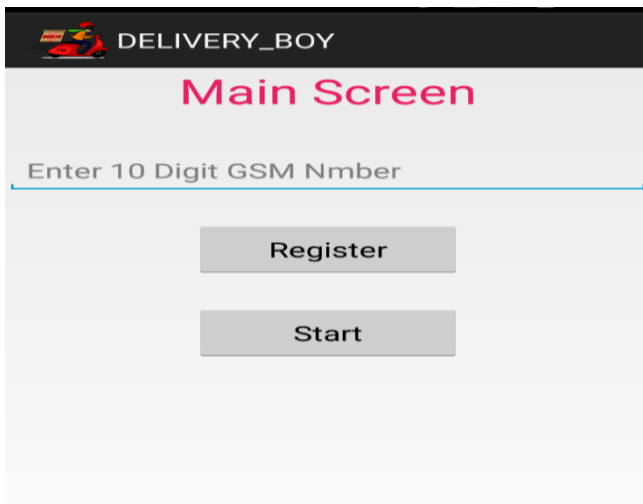 DELIVERY_BOY
Main Screen
Enter 10 Digit GSM Nmber
Register
Start